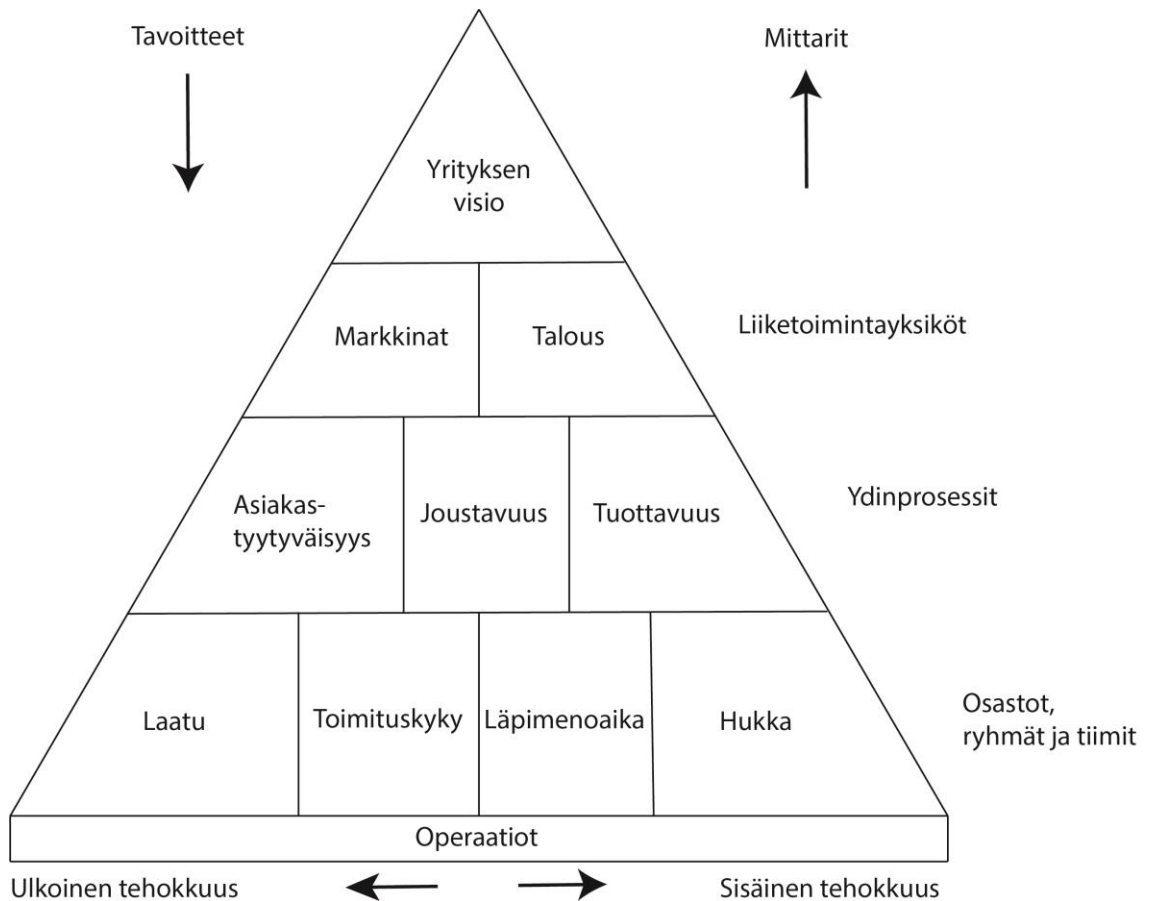 Tavoitteet
Mittarit
Yrityksen
visio
Markkinat
Talous
Liiketoimintayksiköt
Asiakas-
tyytyväisyys
Joustavuus
Tuottavuus
Ydinprosessit
Laatu
Toimituskyky
Läpimenoaika
Hukka
Osastot,
ryhmät ja tiimit
Operaatiot
Ulkoinen tehokkuus
Sisäinen tehokkuus